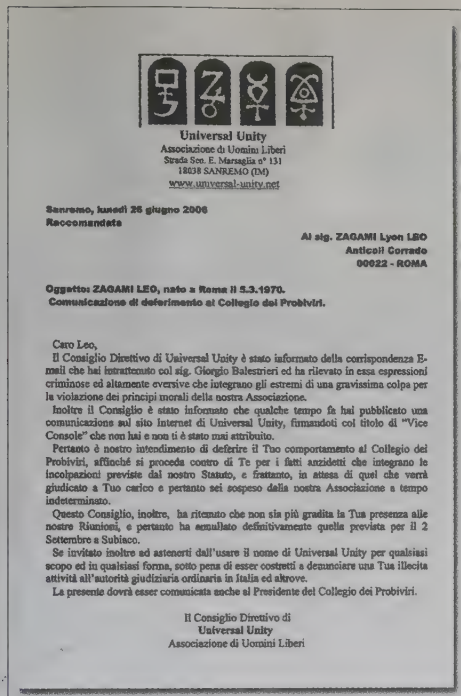 Universal Unity
Associazione di Uomini Liberi
Strada Sen. E. Marsaglia n° 131
18038 SANREMO (IM)
www.universal-unity.net
Sanremo, lunedì 26 giugno 2006
Raccomandata
Al sig. ZAGAMI Lyon LEO
Anticoli Corrado
00022 - ROMA
Oggetto: ZAGAMI LEO, nato a Roma il 5.3.1970.
Comunicazione di deferimento al Collegio dei Probiviri.
Caro Leo,
Il Consiglio Direttivo di Universal Unity è stato informato della corrispondenza E-
mail che hai intrattenuto col sig. Giorgio Balestrieri ed ha rilevato in essa espressioni
criminose ed altamente eversive che integrano gli estremi di una gravissima colpa per
la violazione dei principi morali della nostra Associazione.
Inoltre il Consiglio è stato informato che qualche tempo fa hai pubblicato una
comunicazione sul sito Internet di Universal Unity, firmandoti col titolo di "Vice
Console" che non hai e non ti è stato mai attribuito.
Pertanto è nostro intendimento di deferire il Tuo comportamento al Collegio dei
Probiviri, affinché si proceda contro di Te per i fatti anzidetti che integrano le
incolpazioni previste dal nostro Statuto, e frattanto, in attesa di quel che verrà
giudicato a Tuo carico e pertanto sei sospeso dalla nostra Associazione a tempo
indeterminato.
Questo Consiglio, inoltre, ha ritenuto che non sia più gradita la Tua presenza alle
nostre Riunioni, e pertanto ha annullato definitivamente quella prevista per il 2
Settembre a Subiaco.
Se invitato inoltre ad astenerti dall'usare il nome di Universal Unity per qualsiasi
scopo ed in qualsiasi forma, sotto pena di esser costretti a denunciare una Tua illecita
attività all'autorità giudiziaria ordinaria in Italia ed altrove.
La presente dovrà esser comunicata anche al Presidente del Collegio dei Probiviri.
Il Consiglio Direttivo di
Universal Unity
Associazione di Uomini Liberi